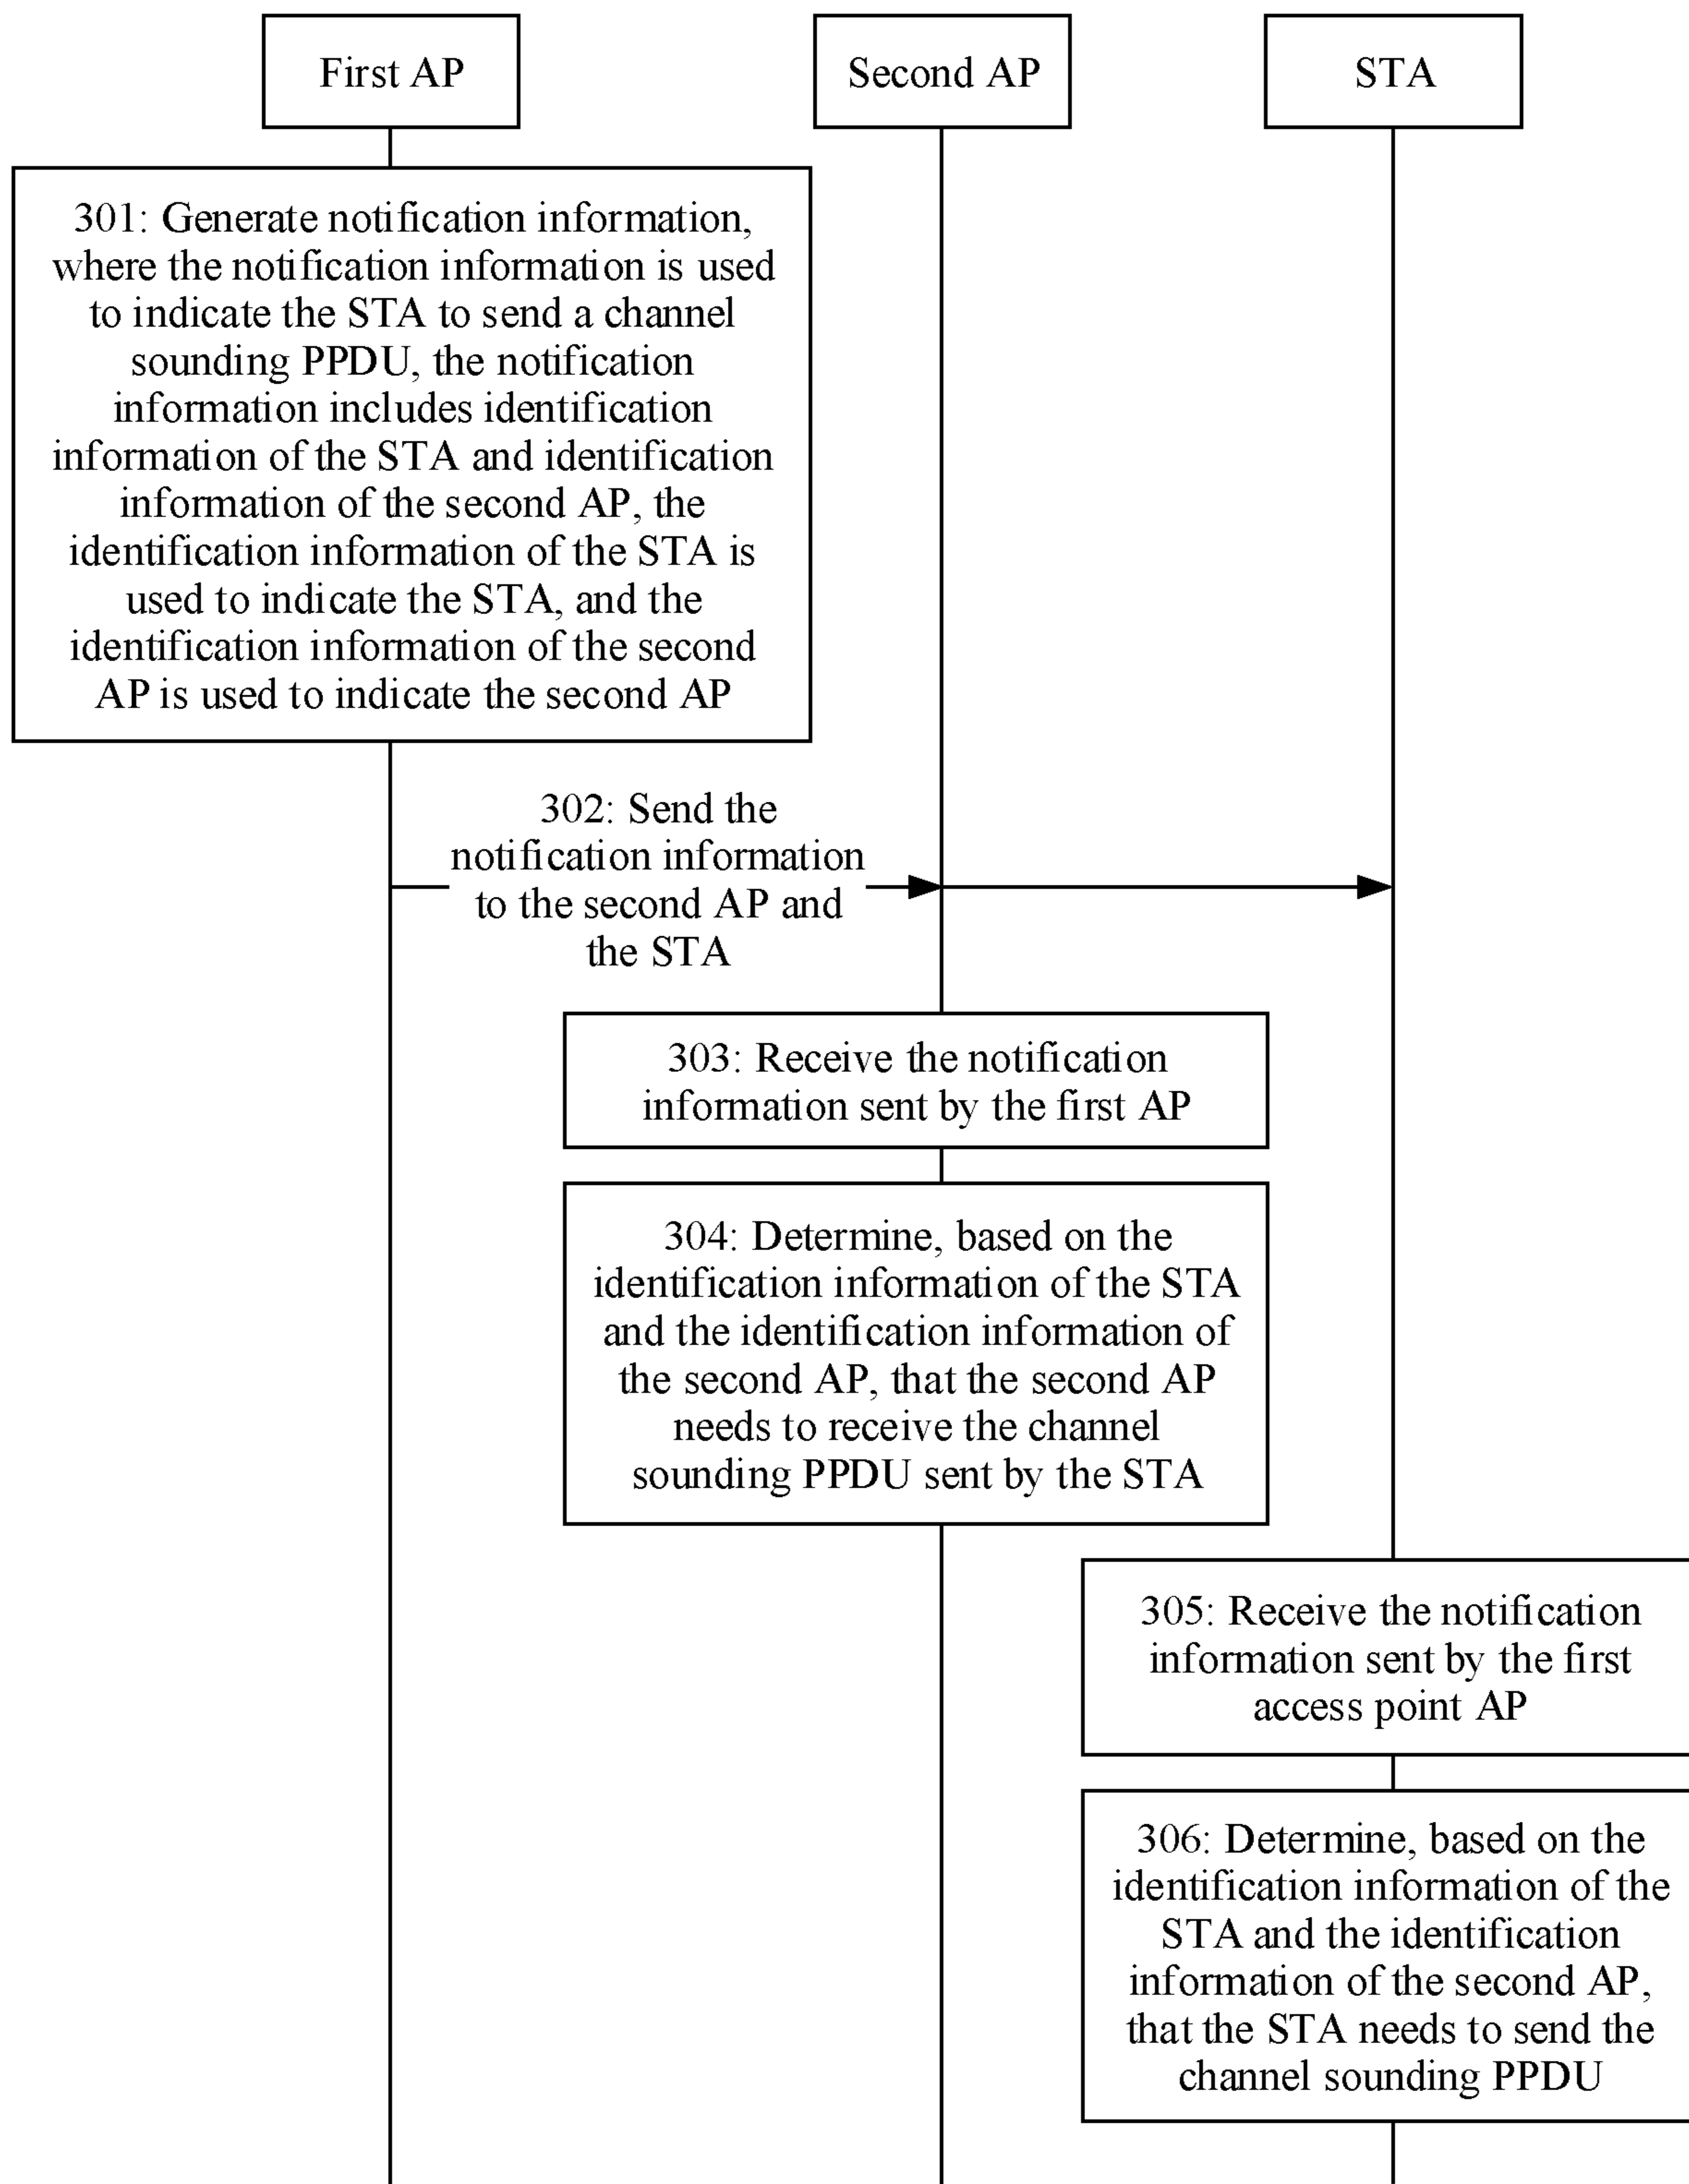 First AP
Second AP
STA
301: Generate notification information,
where the notification information is used
to indicate the STA to send a channel
sounding PPDU, the notification
information includes identification
information of the STA and identification
information of the second AP, the
identification information of the STA is
used to indicate the STA, and the
identification information of the second
AP is used to indicate the second AP
302: Send the
notification information
to the second AP and
the STA
303: Receive the notification
information sent by the first AP
304: Determine, based on the
identification information of the STA
and the identification information of
the second AP, that the second AP
needs to receive the channel
sounding PPDU sent by the STA
305: Receive the notification
information sent by the first
access point AP
306: Determine, based on the
identification information of the
STA and the identification
information of the second AP,
that the STA needs to send the
channel sounding PPDU